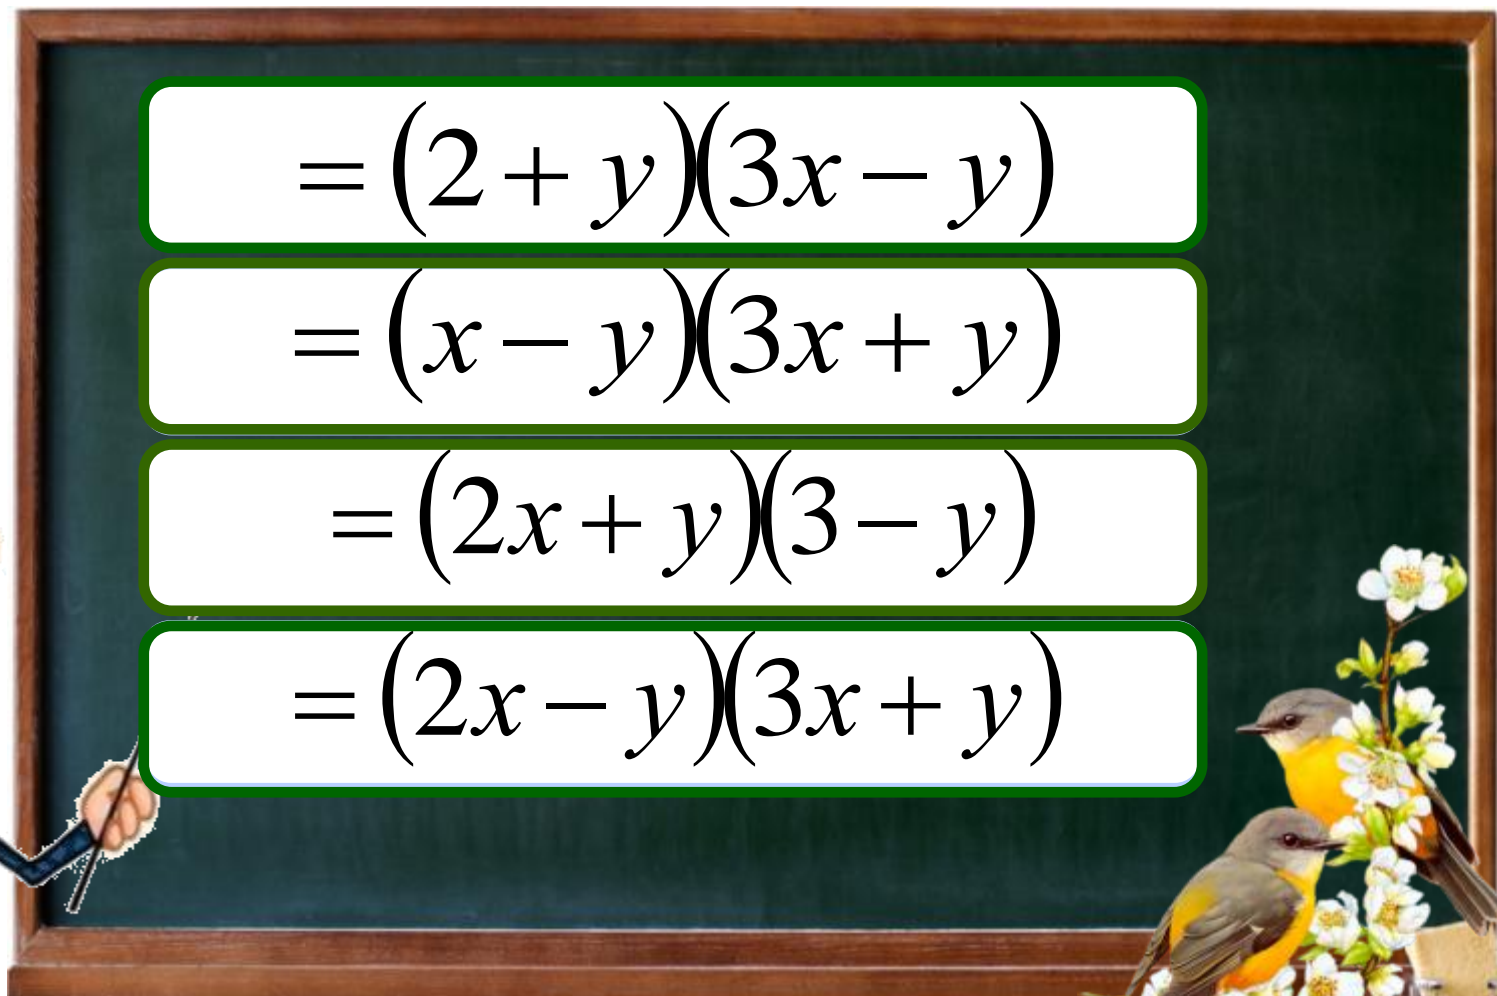 = (2 + y)(3x − y)
= (x − y)(3x + y)
= (2x + y)(3 − y)
= (2x − y)(3x + y)